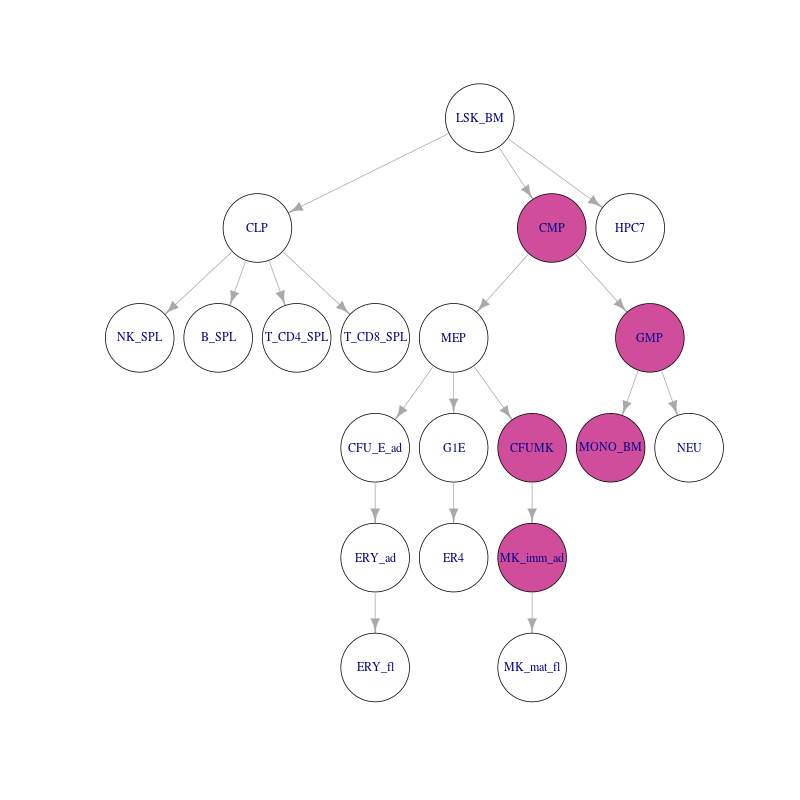 LSK_BM
CLP
CMP
HPC7
NK_SPL
B_SPL
T_CD4_SPL
T_CD8_SPL
MEP
GMP
CFU_E_ad
G1E
CFUMK
MONO_BM
NEU
ERY_ad
ER4
MK_imm_ad
ERY_fl
MK_mat_fl